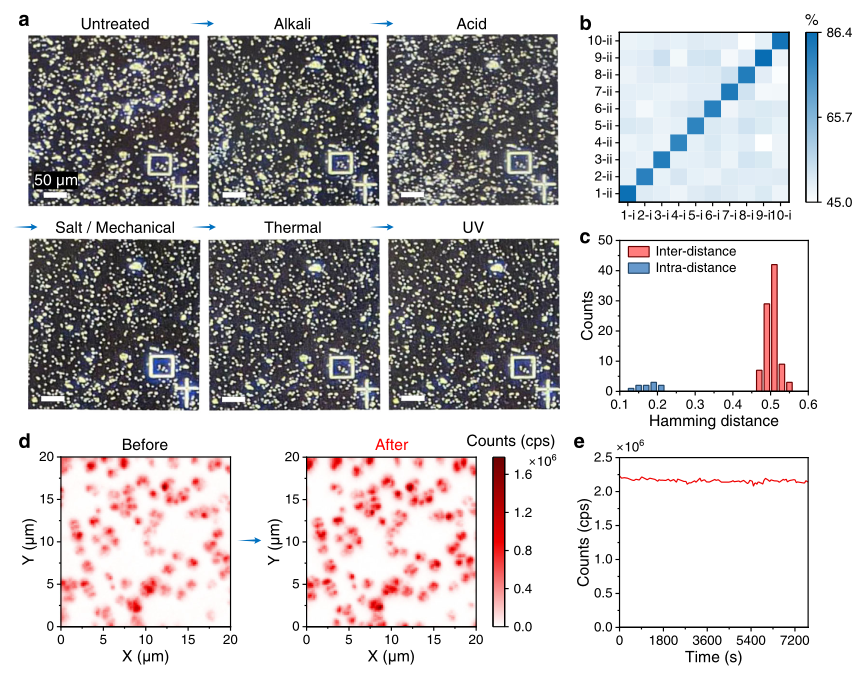 a
Untreated
Alkali
Acid
50 µm
Salt / Mechanical
Thermal
UV
b
10-ii
9-ii
8-ii
7-ii
6-ii
5-ii
4-ii
3-ii
2-ii
1-ii
1-i 2-i 3-i 4-i 5-i 6-i 7-i 8-i 9-i 10-i
%
86.4
65.7
45.0
c
50
40
30
20
10
0
Counts
Inter-distance
Intra-distance
0.1 0.2 0.3 0.4 0.5 0.6
Hamming distance
d
Before
20
15
10
5
0
Y (µm)
0 5 10 15 20
X (µm)
After
20
15
10
5
0
Y (µm)
0 5 10 15 20
X (µm)
Counts (cps)
×10⁶
1.6
1.2
0.8
0.4
0.0
e
×10⁶
2.5
2.0
1.5
1.0
0.5
0.0
Counts (cps)
0 1800 3600 5400 7200
Time (s)